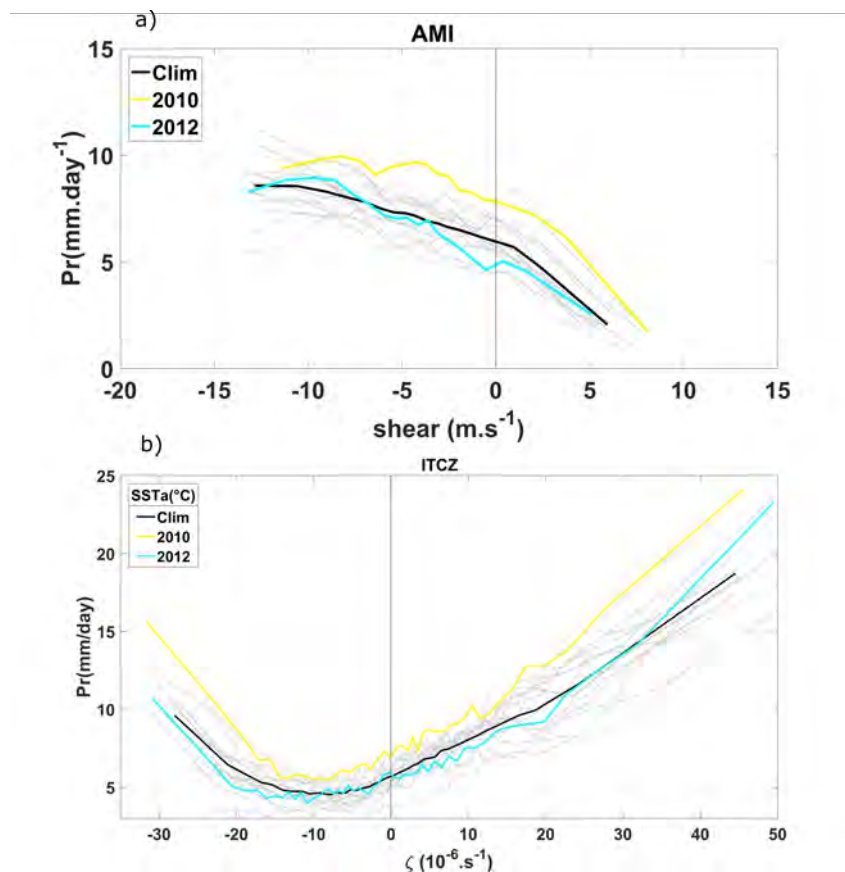 a)
AMI
15
10
5
0
Pr(mm.day⁻¹)
Clim
2010
2012
-20 -15 -10 -5 0 5 10 15
shear (m.s⁻¹)
b)
ITCZ
25
20
15
10
5
Pr(mm/day)
SSTa(°C)
Clim
2010
2012
-30 -20 -10 0 10 20 30 40 50
ζ (10⁻⁶.s⁻¹)